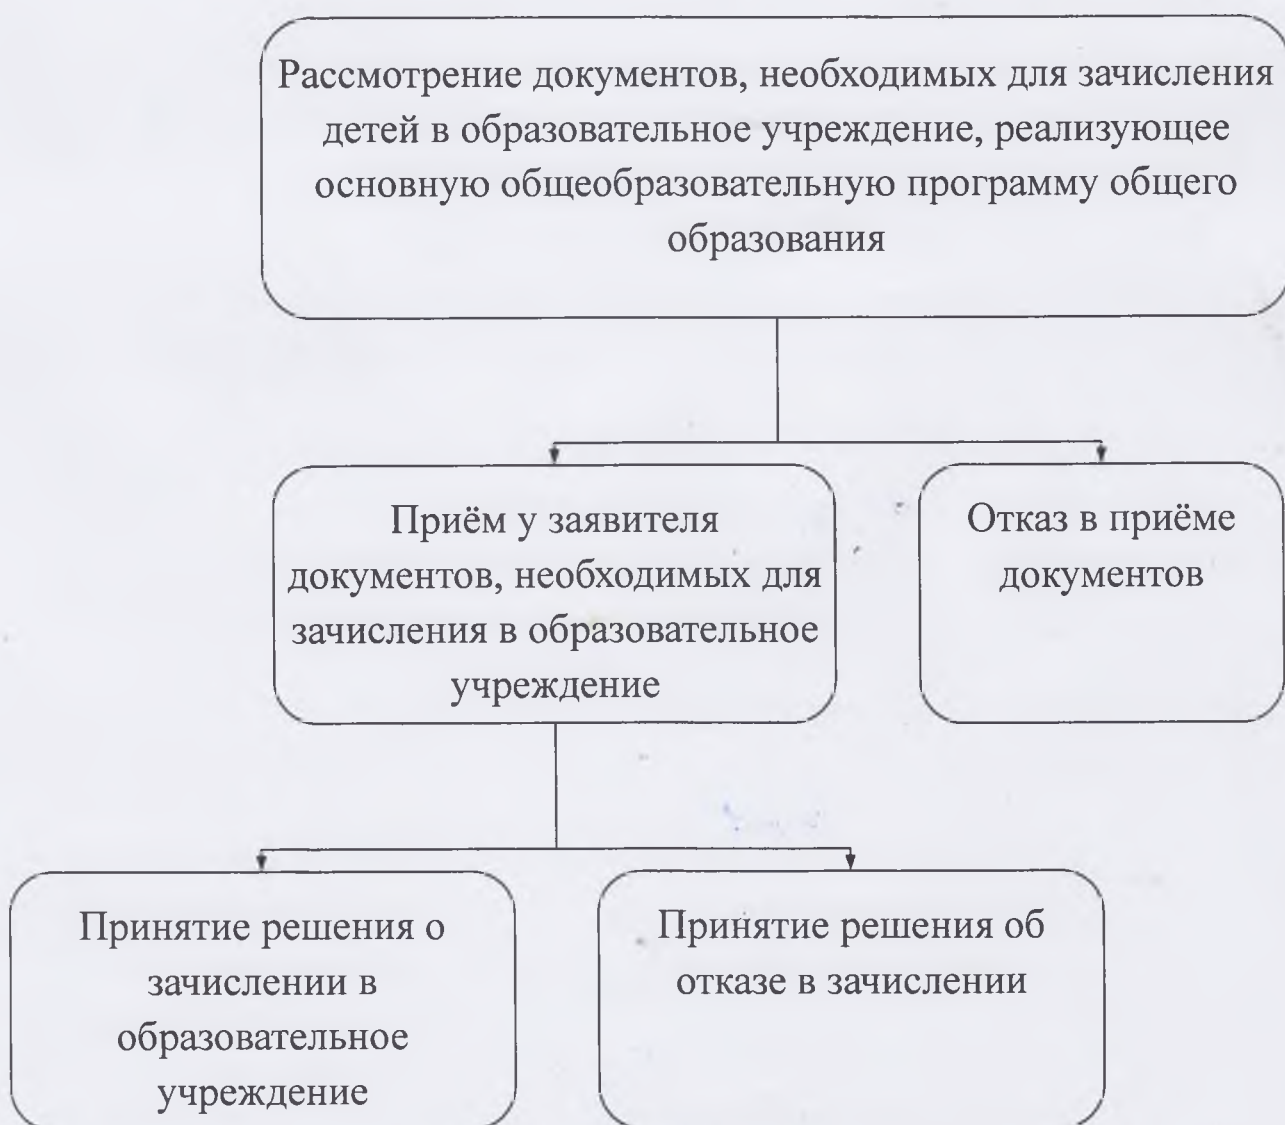 Рассмотрение документов, необходимых для зачисления
детей в образовательное учреждение, реализующее
основную общеобразовательную программу общего
образования
Приём у заявителя
документов, необходимых для
зачисления в образовательное
учреждение
Отказ в приёме
документов
Принятие решения о
зачислении в
образовательное
учреждение
Принятие решения об
отказе в зачислении